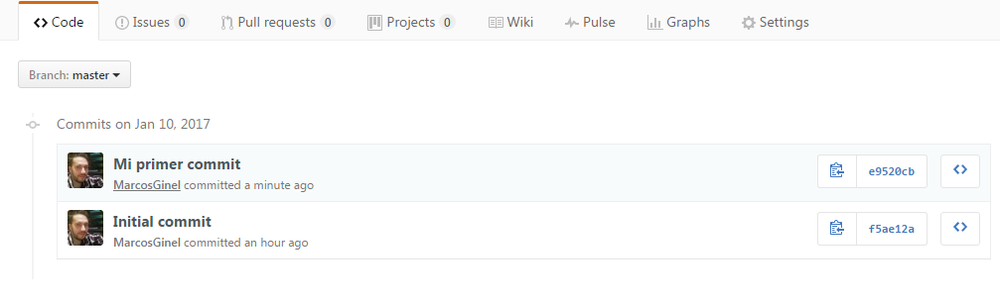 Code Issues 0 Pull requests 0 Projects 0 Wiki Pulse Graphs Settings
Branch: master
Commits on Jan 10, 2017
Mi primer commit
MarcosGinel committed a minute ago
e9520cb
Initial commit
MarcosGinel committed an hour ago
f5ae12a